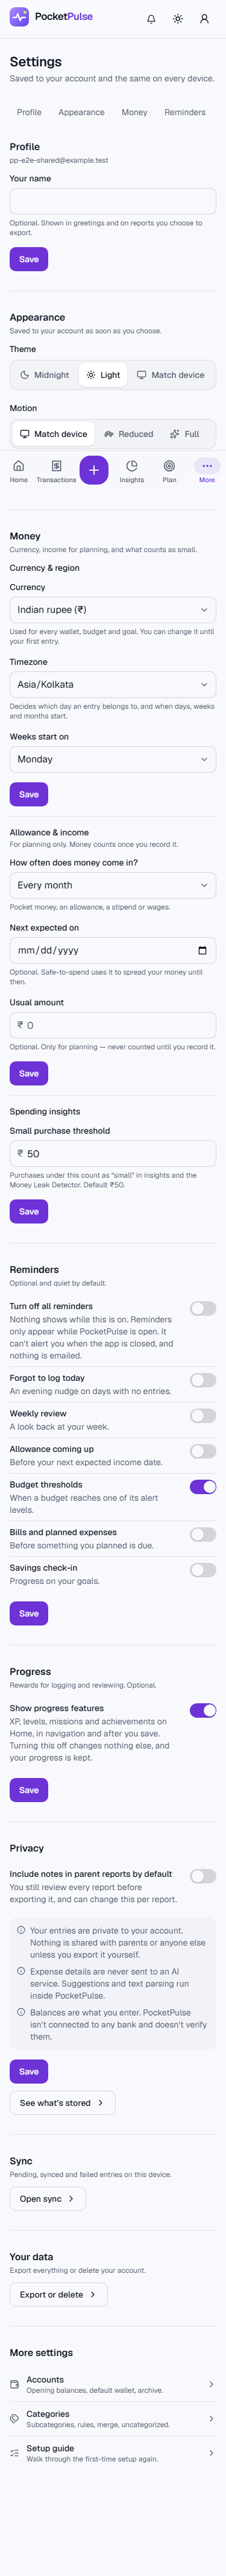 PocketPulse
Settings
Saved to your account and the same on every device.
Profile Appearance Money Reminders
Profile
pp-e2e-shared@example.test
Your name
Optional. Shown in greetings and on reports you choose to
export.
Save
Appearance
Saved to your account as soon as you choose.
Theme
Midnight Light Match device
Motion
Match device Reduced Full
Home Transactions Insights Plan More
Money
Currency, income for planning, and what counts as small.
Currency & region
Currency
Indian rupee (₹)
Used for every wallet, budget and goal. You can change it until
your first entry.
Timezone
Asia/Kolkata
Decides which day an entry belongs to, and when days, weeks
and months start.
Weeks start on
Monday
Save
Allowance & income
For planning only. Money counts once you record it.
How often does money come in?
Every month
Pocket money, an allowance, a stipend or wages.
Next expected on
mm/dd/yyyy
Optional. Safe-to-spend uses it to spread your money until
then.
Usual amount
₹ 0
Optional. Only for planning — never counted until you record it.
Save
Spending insights
Small purchase threshold
₹ 50
Purchases under this count as "small" in insights and the
Money Leak Detector. Default ₹50.
Save
Reminders
Optional and quiet by default.
Turn off all reminders
Nothing shows while this is on. Reminders
only appear while PocketPulse is open. It
can't alert you when the app is closed, and
nothing is emailed.
Forgot to log today
An evening nudge on days with no entries.
Weekly review
A look back at your week.
Allowance coming up
Before your next expected income date.
Budget thresholds
When a budget reaches one of its alert
levels.
Bills and planned expenses
Before something you planned is due.
Savings check-in
Progress on your goals.
Save
Progress
Rewards for logging and reviewing. Optional.
Show progress features
XP, levels, missions and achievements on
Home, in navigation and after you save.
Turning this off changes nothing else, and
your progress is kept.
Save
Privacy
Include notes in parent reports by default
You still review every report before
exporting it, and can change this per report.
Your entries are private to your account.
Nothing is shared with parents or anyone else
unless you export it yourself.
Expense details are never sent to an AI
service. Suggestions and text parsing run
inside PocketPulse.
Balances are what you enter. PocketPulse
isn't connected to any bank and doesn't verify
them.
Save
See what's stored
Sync
Pending, synced and failed entries on this device.
Open sync
Your data
Export everything or delete your account.
Export or delete
More settings
Accounts
Opening balances, default wallet, archive.
Categories
Subcategories, rules, merge, uncategorized.
Setup guide
Walk through the first-time setup again.